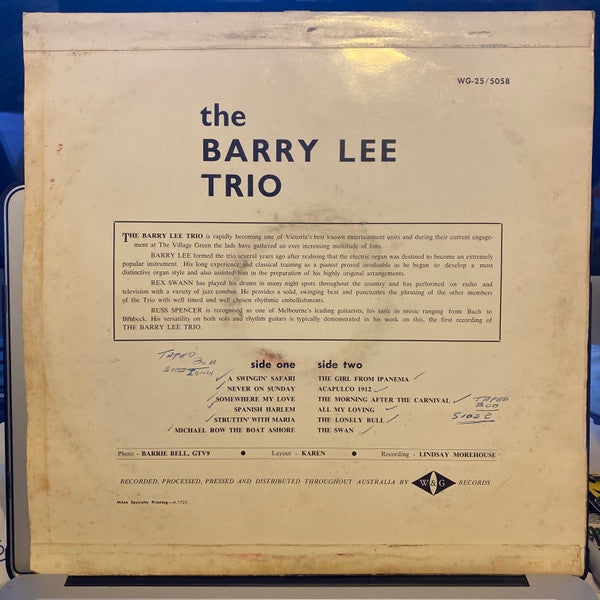 WG-25/5058
the
BARRY LEE
TRIO
THE BARRY LEE TRIO is rapidly becoming one of Victoria's best known entertainment units and during their current engage-
ment at The Village Green the lads have gathered an ever increasing multitude of fans.
BARRY LEE formed the trio several years ago after realising that the electric organ was destined to become an extremely
popular instrument. His long experience and classical training as a pianist proved invaluable as he began to develop a most
distinctive organ style and also assisted him in the preparation of his highly original arrangements.
REX SWANN has played his drums in many night spots throughout the country and has performed on radio and
television with a variety of jazz combos. He provides a solid, swinging beat and punctuates the phrasing of the other members
of the Trio with well timed and well chosen rhythmic embellishments.
RUSS SPENCER is recognised as one of Melbourne's leading guitarists, his taste in music ranging from Bach to
Brubeck. His versatility on both solo and rhythm guitars is typically demonstrated in his work on this, the first recording of
THE BARRY LEE TRIO.
TAPED BOB
SIDE 1 ONLY
side one
A SWINGIN' SAFARI
NEVER ON SUNDAY
SOMEWHERE MY LOVE
SPANISH HARLEM
STRUTTIN' WITH MARIA
MICHAEL ROW THE BOAT ASHORE
side two
THE GIRL FROM IPANEMA
ACAPULCO 1912
THE MORNING AFTER THE CARNIVAL
ALL MY LOVING
THE LONELY BULL
THE SWAN
TAPED
BOB
SIDE 2
Photo - BARRIE BELL, GTV9 • Layout - KAREN • Recording - LINDSAY MOREHOUSE
RECORDED, PROCESSED, PRESSED AND DISTRIBUTED THROUGHOUT AUSTRALIA BY W&G RECORDS
Milan Specialty Printing—A.1725